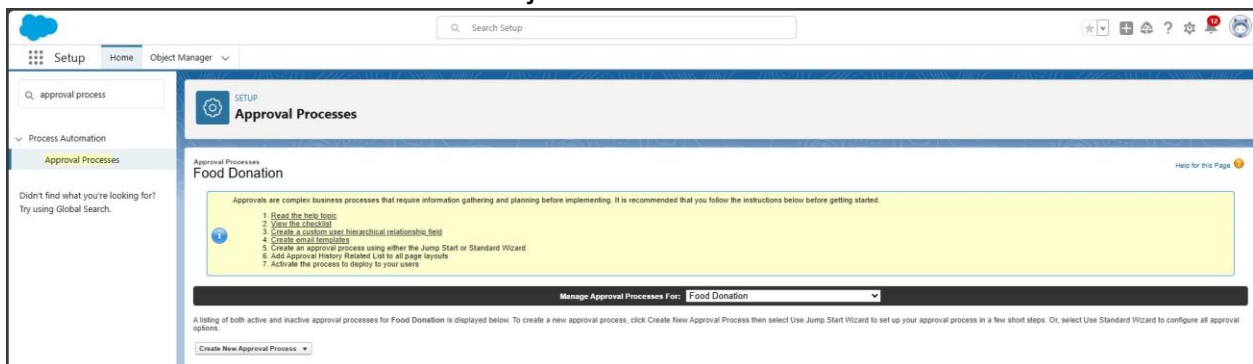 Search Setup
12
Setup Home Object Manager
approval process
SETUP
Approval Processes
Process Automation
Approval Processes
Didn't find what you're looking for?
Try using Global Search.
Approval Processes
Food Donation
Help for this Page
Approvals are complex business processes that require information gathering and planning before implementing. It is recommended that you follow the instructions below before getting started.
1. Read the help topic
2. View the checklist
3. Create a custom user hierarchical relationship field
4. Create email templates
5. Create an approval process using either the Jump Start or Standard Wizard
6. Add Approval History Related List to all page layouts
7. Activate the process to deploy to your users
Manage Approval Processes For: Food Donation
A listing of both active and inactive approval processes for Food Donation is displayed below. To create a new approval process, click Create New Approval Process then select Use Jump Start Wizard to set up your approval process in a few short steps. Or, select Use Standard Wizard to configure all approval
options.
Create New Approval Process